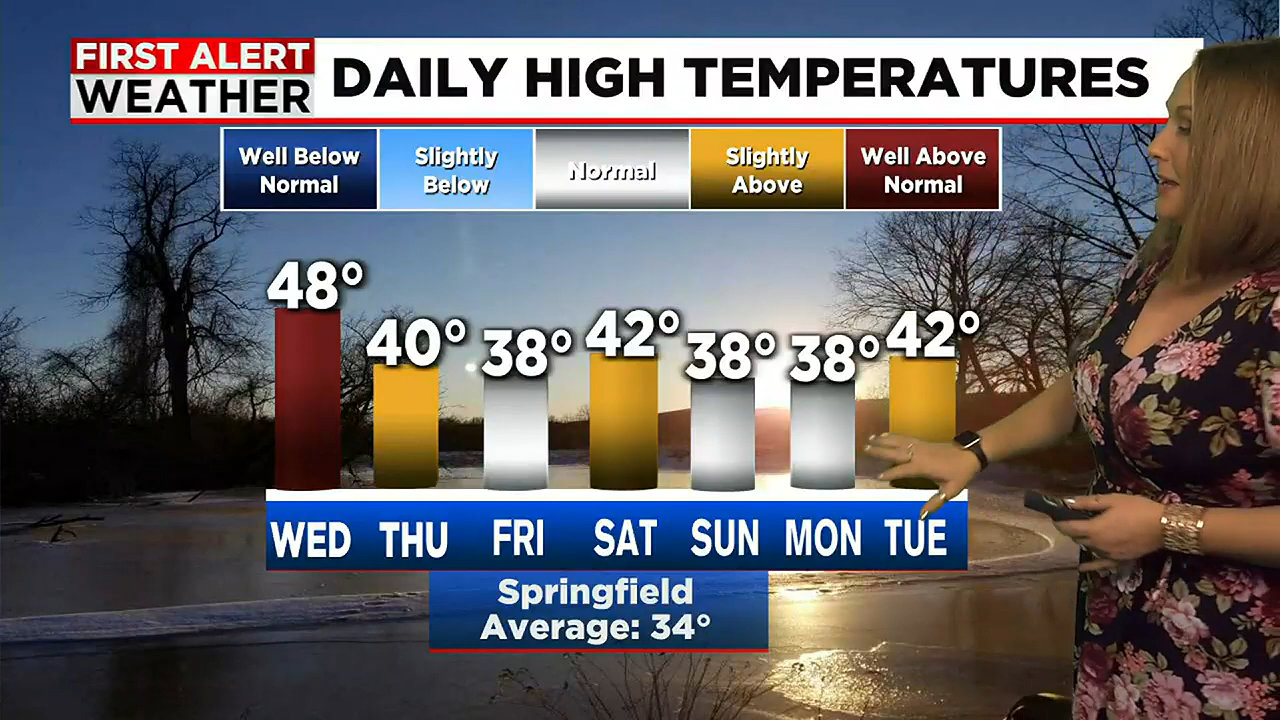 FIRST ALERT
WEATHER
DAILY HIGH TEMPERATURES
Well Below
Normal
Slightly
Below
Normal
Slightly
Above
Well Above
Normal
48° 40° 38° 42° 38° 38° 42°
WED THU FRI SAT SUN MON TUE
Springfield
Average: 34°